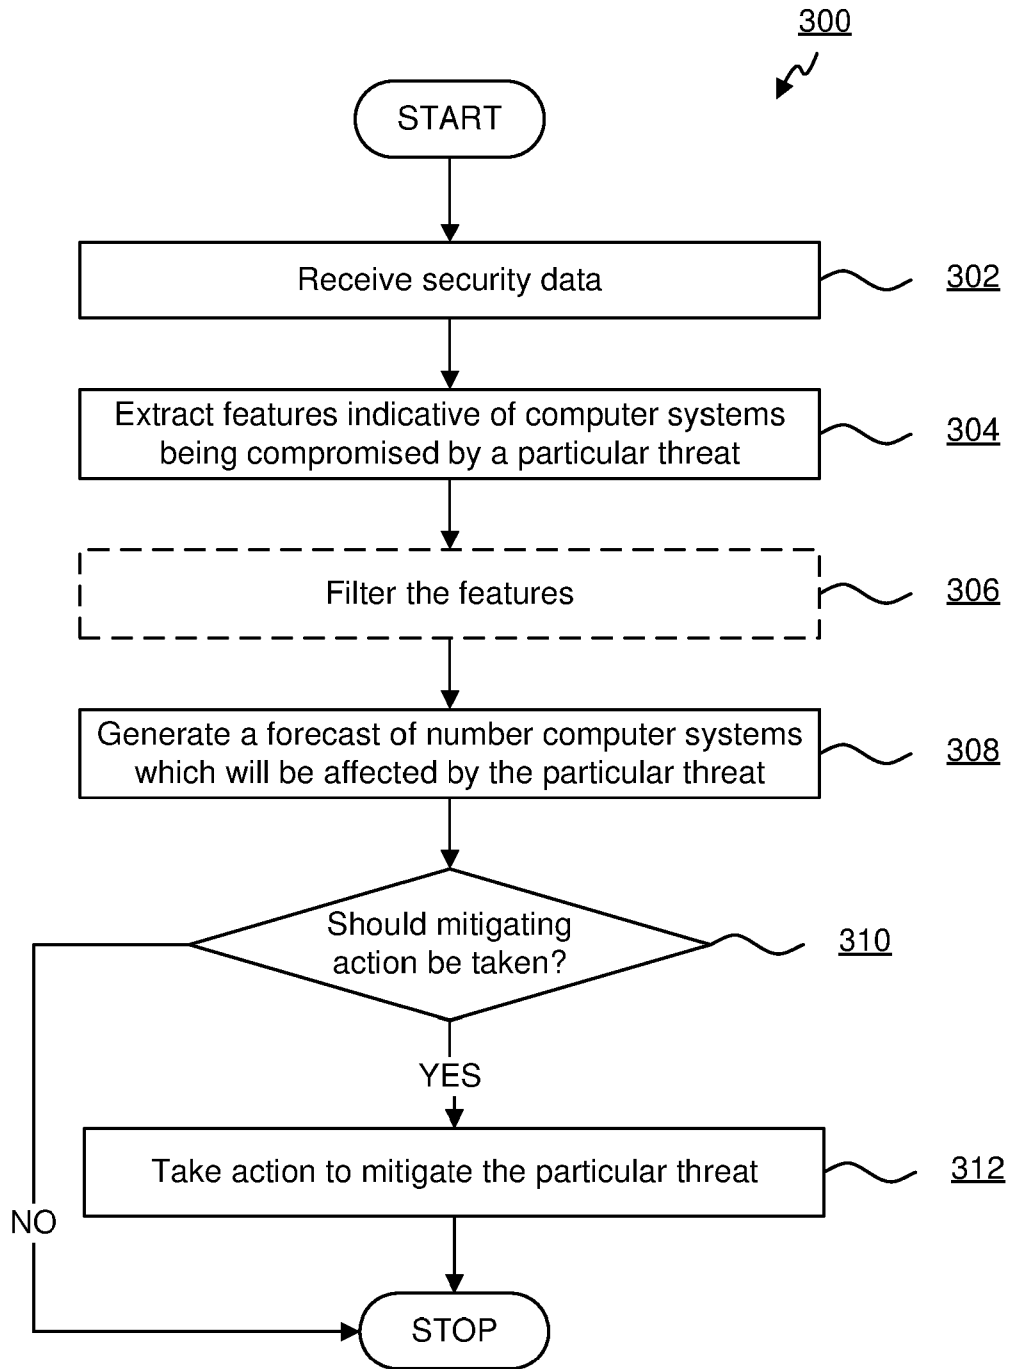 300
START
Receive security data
302
Extract features indicative of computer systems
being compromised by a particular threat
304
Filter the features
306
Generate a forecast of number computer systems
which will be affected by the particular threat
308
Should mitigating
action be taken?
310
YES
Take action to mitigate the particular threat
312
NO
STOP